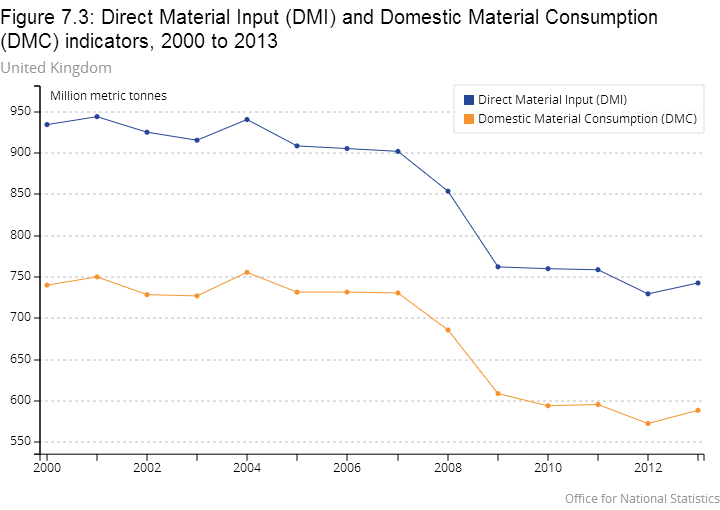 Figure 7.3: Direct Material Input (DMI) and Domestic Material Consumption
(DMC) indicators, 2000 to 2013
United Kingdom
Million metric tonnes
Direct Material Input (DMI)
Domestic Material Consumption (DMC)
950
900
850
800
750
700
650
600
550
2000 2002 2004 2006 2008 2010 2012
Office for National Statistics